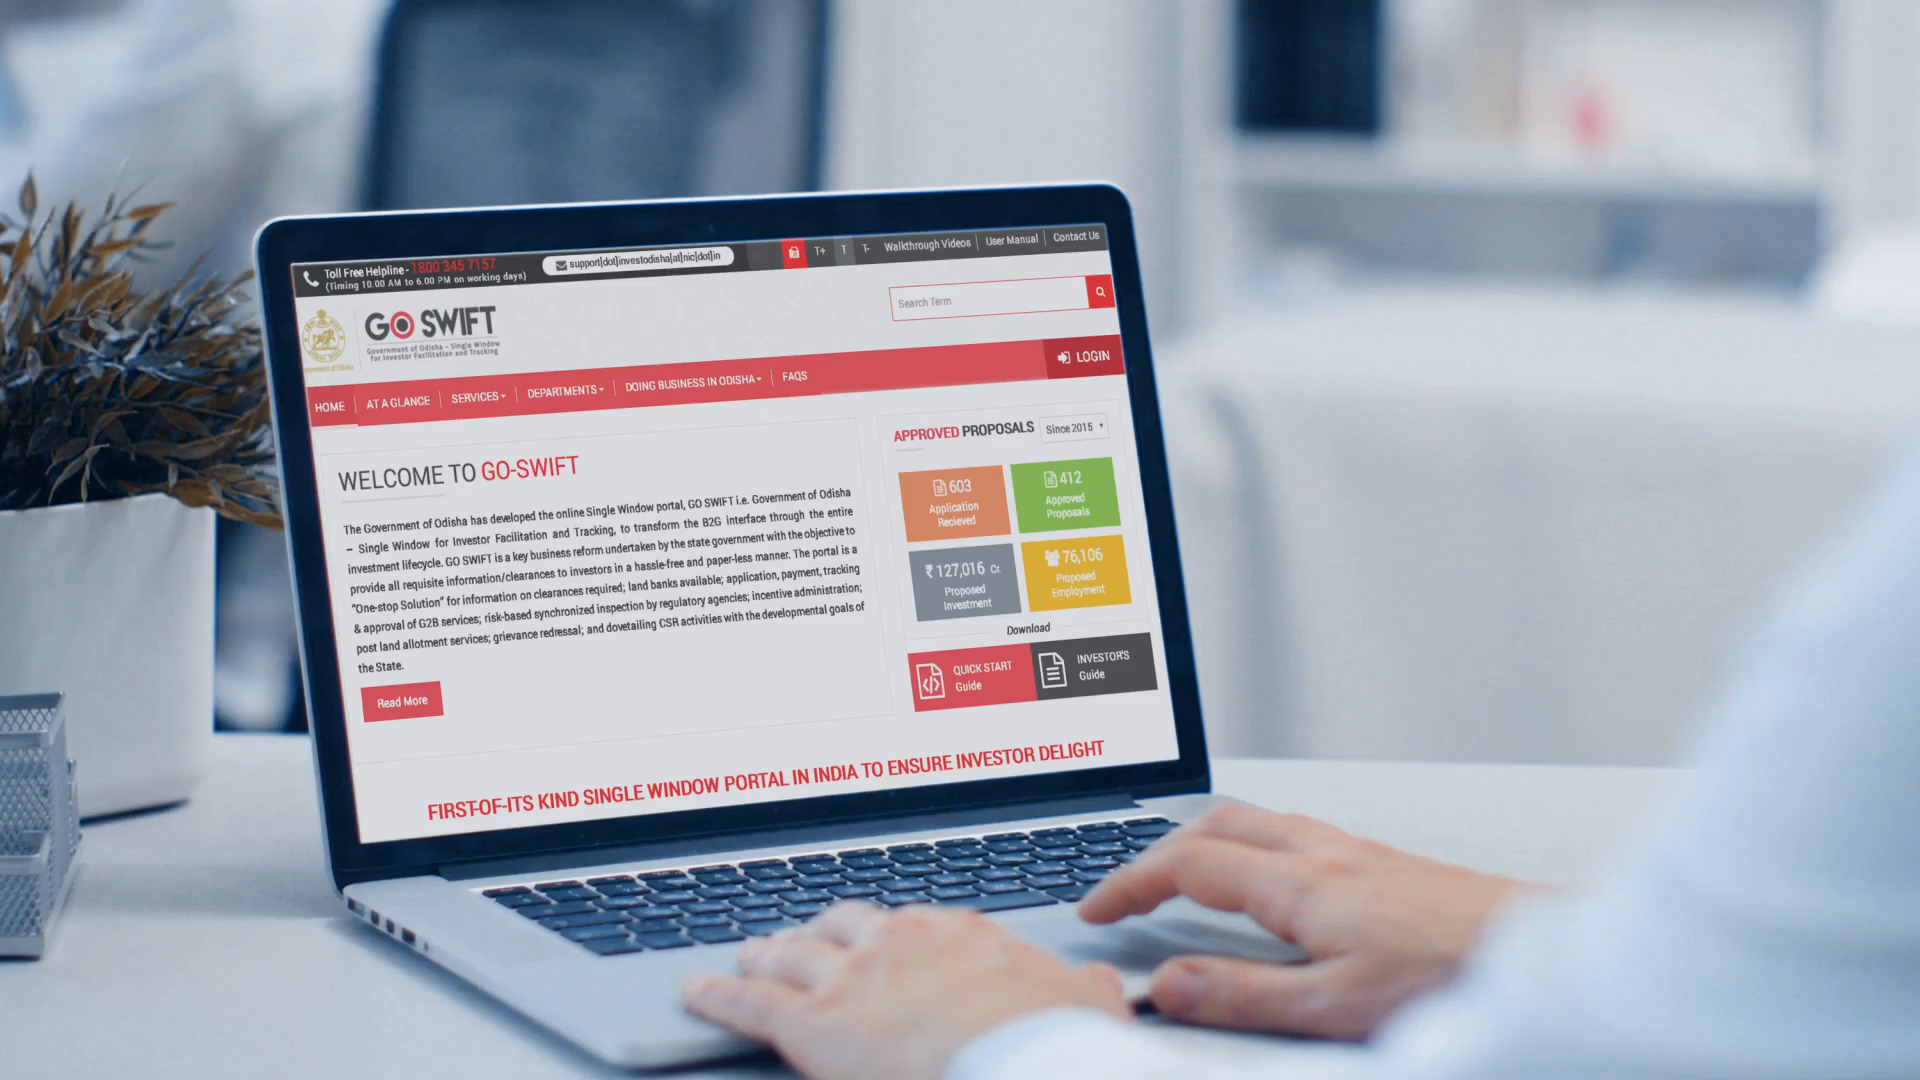 Toll Free Helpline - 1800 345 7157
(Timing 10.00 AM to 6.00 PM on working days)
support[dot]investodisha[at]nic[dot]in
T+ T T-
Walkthrough Videos
User Manual
Contact Us
GO SWIFT
Government of Odisha – Single Window
for Investor Facilitation and Tracking
Search Term
LOGIN
HOME
AT A GLANCE
SERVICES
DEPARTMENTS
DOING BUSINESS IN ODISHA
FAQS
WELCOME TO GO-SWIFT
The Government of Odisha has developed the online Single Window portal, GO SWIFT i.e. Government of Odisha
– Single Window for Investor Facilitation and Tracking, to transform the B2G interface through the entire
investment lifecycle. GO SWIFT is a key business reform undertaken by the state government with the objective to
provide all requisite information/clearances to investors in a hassle-free and paper-less manner. The portal is a
"One-stop Solution" for information on clearances required; land banks available; application, payment, tracking
& approval of G2B services; risk-based synchronized inspection by regulatory agencies; incentive administration;
post land allotment services; grievance redressal; and dovetailing CSR activities with the developmental goals of
the State.
Read More
APPROVED PROPOSALS
Since 2015
603
Application
Recieved
412
Approved
Proposals
₹ 127,016 Cr.
Proposed
Investment
76,106
Proposed
Employment
Download
QUICK START
Guide
INVESTOR'S
Guide
FIRST-OF-ITS KIND SINGLE WINDOW PORTAL IN INDIA TO ENSURE INVESTOR DELIGHT